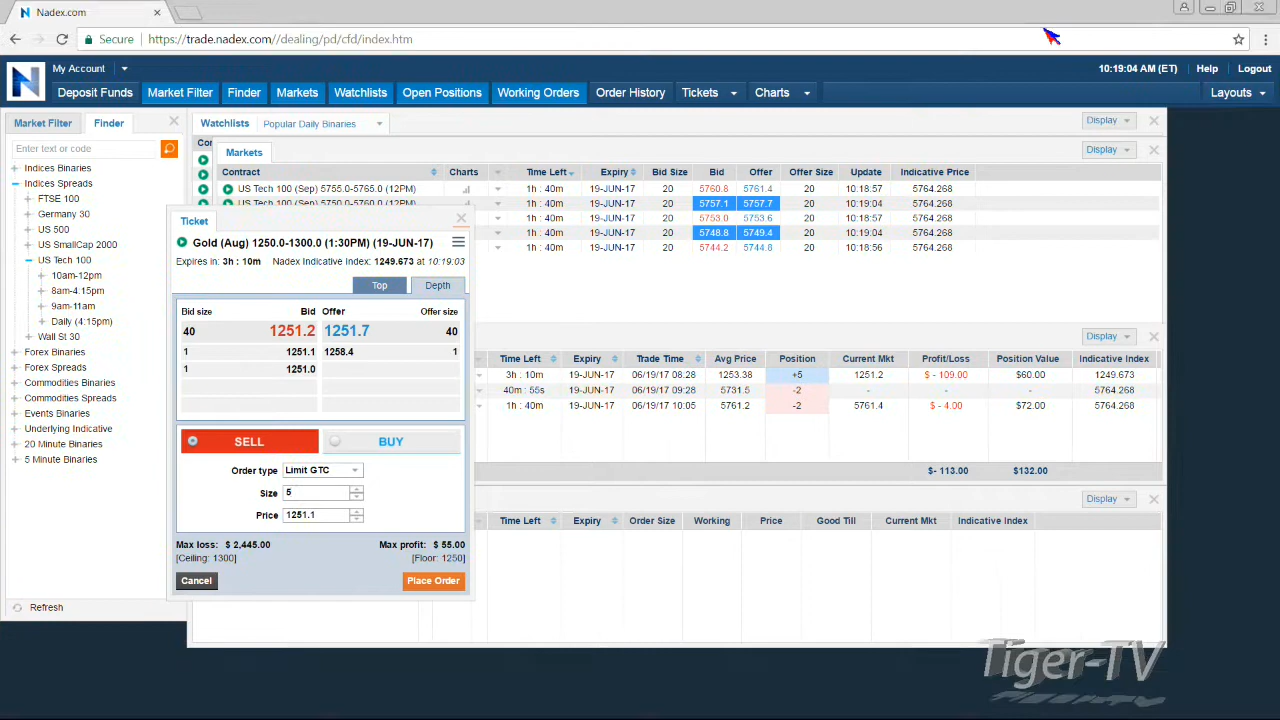 Nadex.com
Secure https://trade.nadex.com//dealing/pd/cfd/index.htm
N My Account 10:19:04 AM (ET) Help Logout
Deposit Funds Market Filter Finder Markets Watchlists Open Positions Working Orders Order History Tickets Charts Layouts
Market Filter Finder
Enter text or code
Indices Binaries
Indices Spreads
FTSE 100
Germany 30
US 500
US SmallCap 2000
US Tech 100
10am-12pm
8am-4:15pm
9am-11am
Daily (4:15pm)
Wall St 30
Forex Binaries
Forex Spreads
Commodities Binaries
Commodities Spreads
Events Binaries
Underlying Indicative
20 Minute Binaries
5 Minute Binaries
Refresh
Watchlists Popular Daily Binaries Display
Markets Display
Contract Charts Time Left Expiry Bid Size Bid Offer Offer Size Update Indicative Price
US Tech 100 (Sep) 5755.0-5765.0 (12PM) 1h : 40m 19-JUN-17 20 5760.8 5761.4 20 10:18:57 5764.268
US Tech 100 (Sep) 5750.0-5760.0 (12PM) 1h : 40m 19-JUN-17 20 5757.1 5757.7 20 10:19:04 5764.268
1h : 40m 19-JUN-17 20 5753.0 5753.6 20 10:18:57 5764.268
1h : 40m 19-JUN-17 20 5748.8 5749.4 20 10:19:04 5764.268
1h : 40m 19-JUN-17 20 5744.2 5744.8 20 10:18:56 5764.268
Ticket
Gold (Aug) 1250.0-1300.0 (1:30PM) (19-JUN-17)
Expires in: 3h : 10m Nadex Indicative Index: 1249.673 at 10:19:03
Top Depth
Bid size Bid Offer Offer size
40 1251.2 1251.7 40
1 1251.1 1258.4 1
1 1251.0
SELL BUY
Order type Limit GTC
Size 5
Price 1251.1
Max loss: $ 2,445.00 Max profit: $ 55.00
[Ceiling: 1300] [Floor: 1250]
Cancel Place Order
Display
Time Left Expiry Trade Time Avg Price Position Current Mkt Profit/Loss Position Value Indicative Index
3h : 10m 19-JUN-17 06/19/17 08:28 1253.38 +5 1251.2 $ - 109.00 $60.00 1249.673
40m : 55s 19-JUN-17 06/19/17 09:28 5731.5 -2 - - - 5764.268
1h : 40m 19-JUN-17 06/19/17 10:05 5761.2 -2 5761.4 $ - 4.00 $72.00 5764.268
$- 113.00 $132.00
Display
Time Left Expiry Order Size Working Price Good Till Current Mkt Indicative Index
Tiger-TV